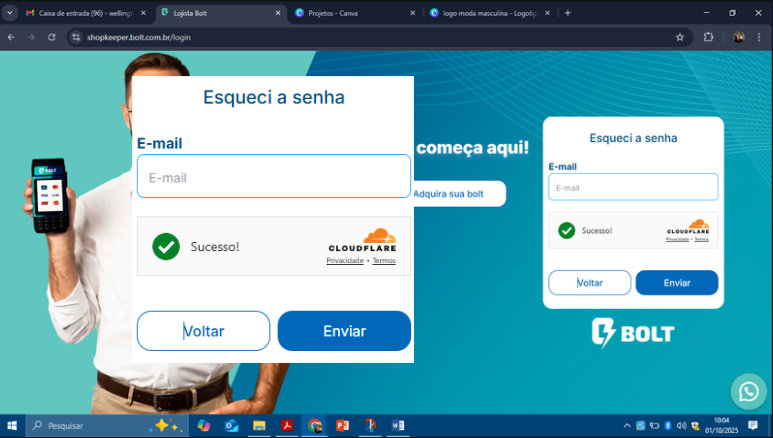 Caixa de entrada (96) - welling
Lojista Bolt
Projetos - Canva
logo moda masculina - Logotip
shopkeeper.bolt.com.br/login
Esqueci a senha
E-mail
E-mail
Sucesso!
CLOUDFLARE
Privacidade • Termos
Voltar
Enviar
começa aqui!
Adquira sua bolt
Esqueci a senha
E-mail
E-mail
Sucesso!
CLOUDFLARE
Privacidade • Termos
Voltar
Enviar
BOLT
Pesquisar
10:04
01/10/2025